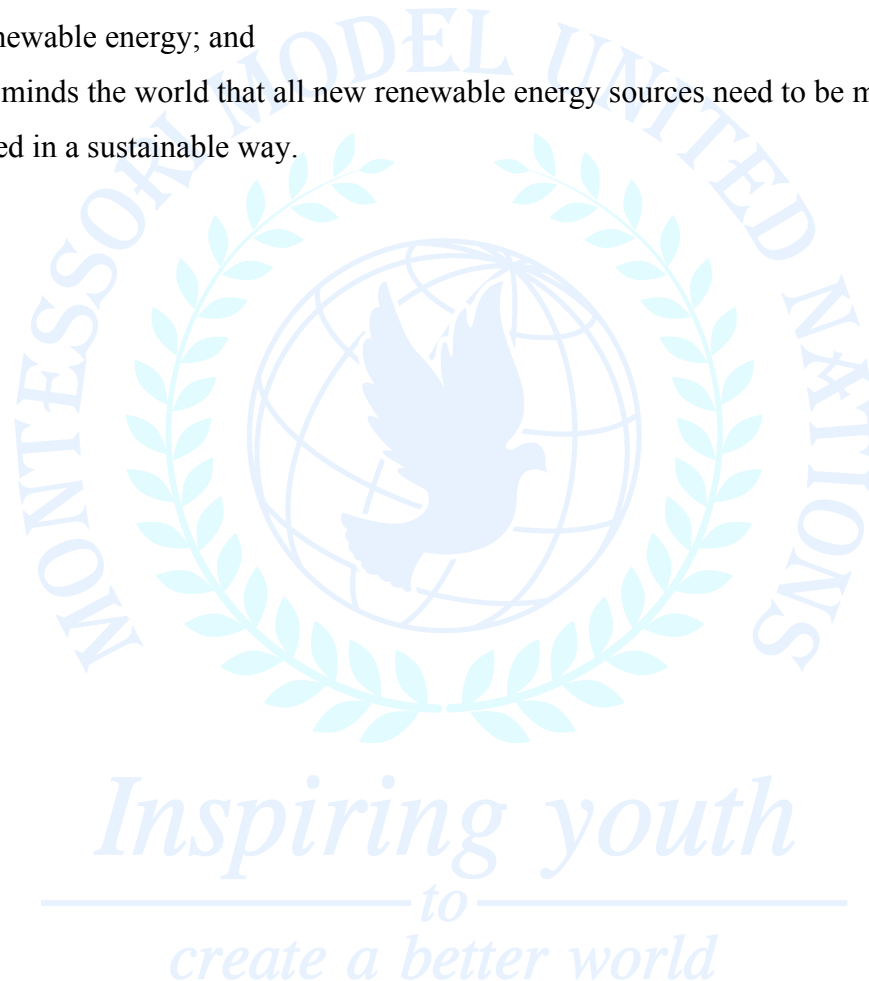 newable energy; and
minds the world that all new renewable energy sources need to be m
ed in a sustainable way.
MONTESSORI MODEL UNITED NATIONS
Inspiring youth
to
create a better world